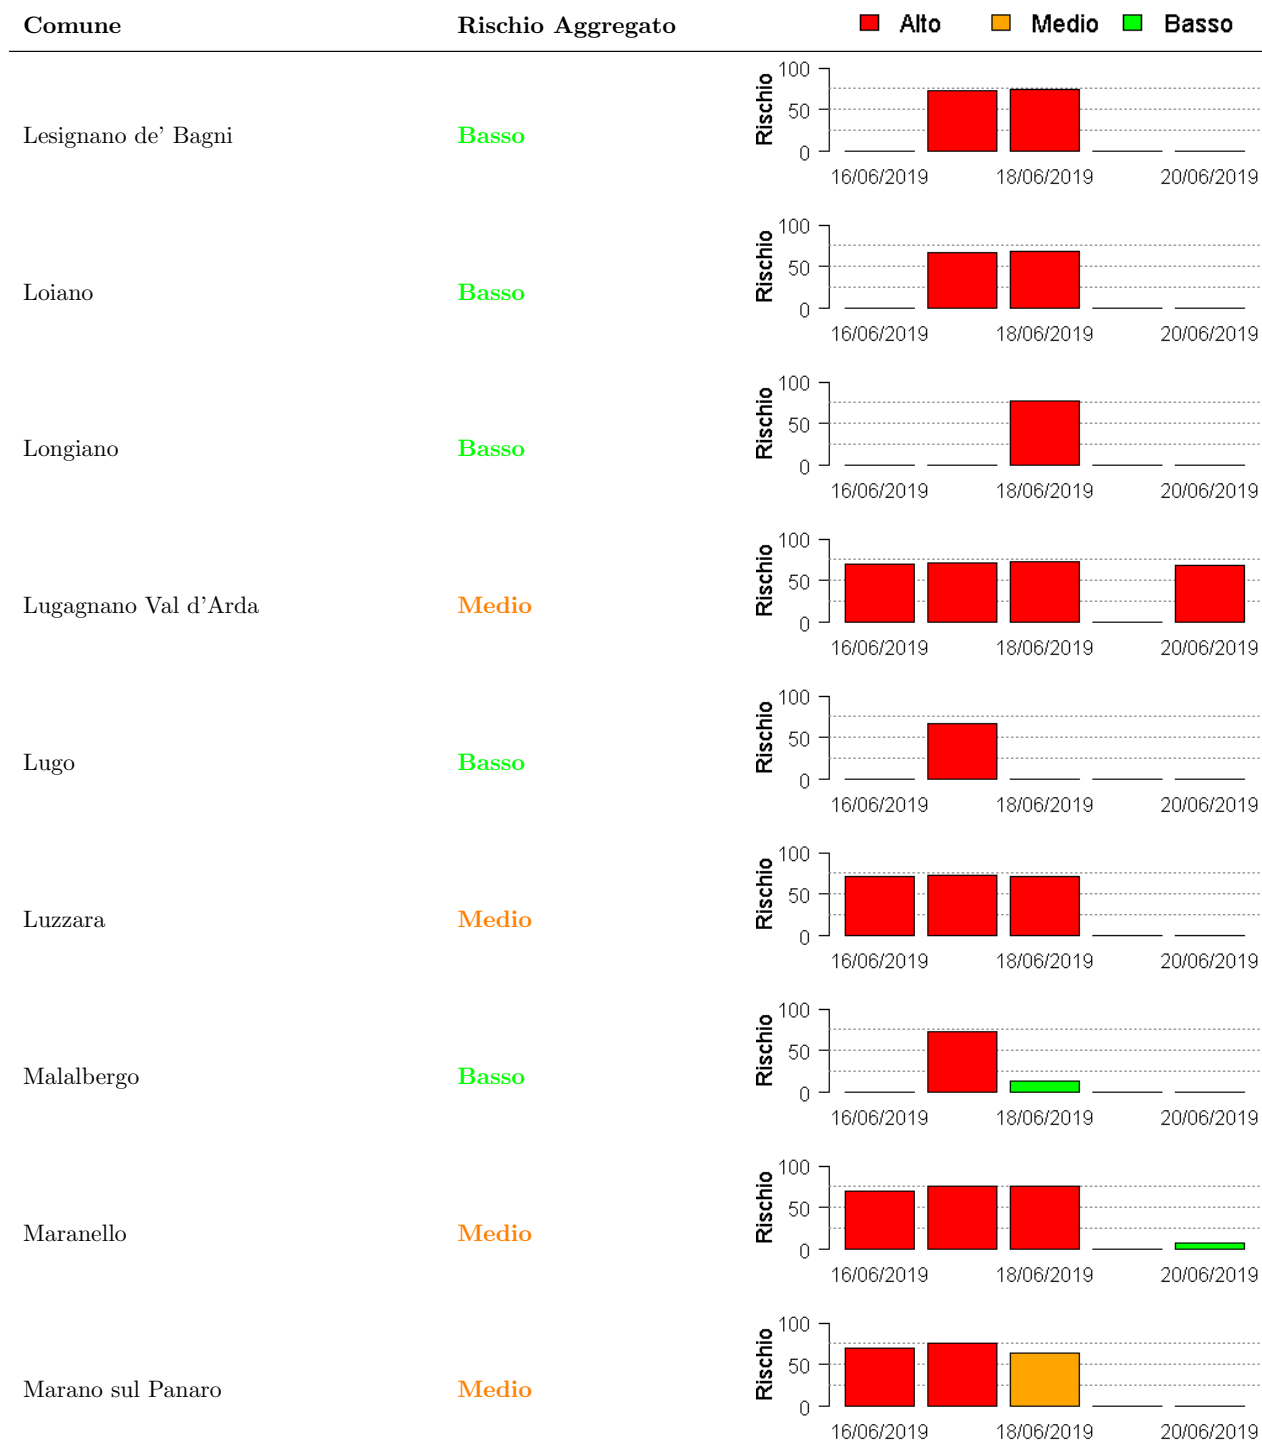 Comune Rischio Aggregato Alto Medio Basso
Lesignano de' Bagni Basso Rischio 100 50 0
16/06/2019 18/06/2019 20/06/2019
Loiano Basso Rischio 100 50 0
16/06/2019 18/06/2019 20/06/2019
Longiano Basso Rischio 100 50 0
16/06/2019 18/06/2019 20/06/2019
Lugagnano Val d'Arda Medio Rischio 100 50 0
16/06/2019 18/06/2019 20/06/2019
Lugo Basso Rischio 100 50 0
16/06/2019 18/06/2019 20/06/2019
Luzzara Medio Rischio 100 50 0
16/06/2019 18/06/2019 20/06/2019
Malalbergo Basso Rischio 100 50 0
16/06/2019 18/06/2019 20/06/2019
Maranello Medio Rischio 100 50 0
16/06/2019 18/06/2019 20/06/2019
Marano sul Panaro Medio Rischio 100 50 0
16/06/2019 18/06/2019 20/06/2019